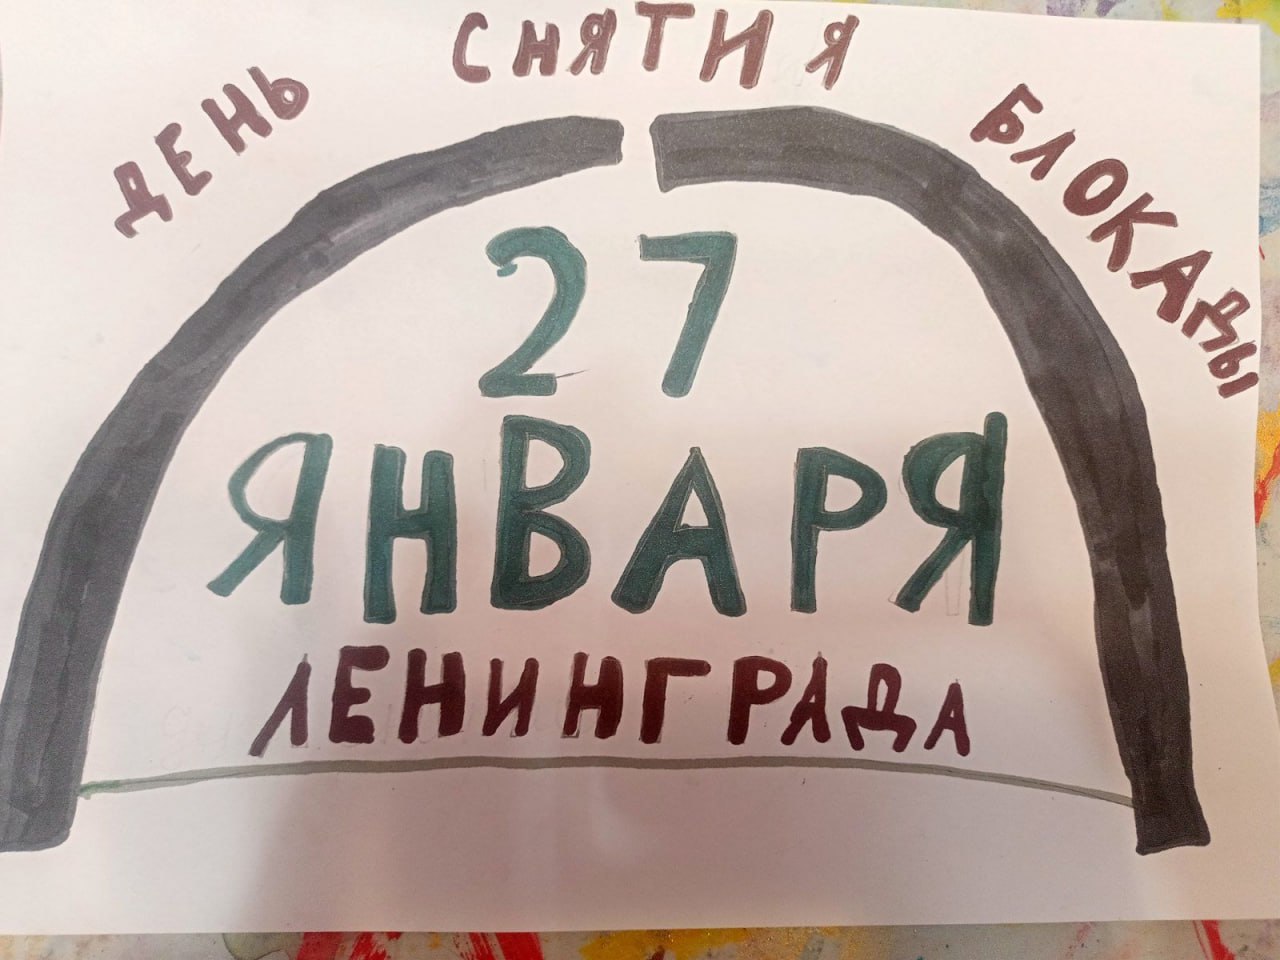 ДЕНЬ СНЯТИЯ БЛОКАДЫ
27
ЯНВАРЯ
ЛЕНИНГРАДА